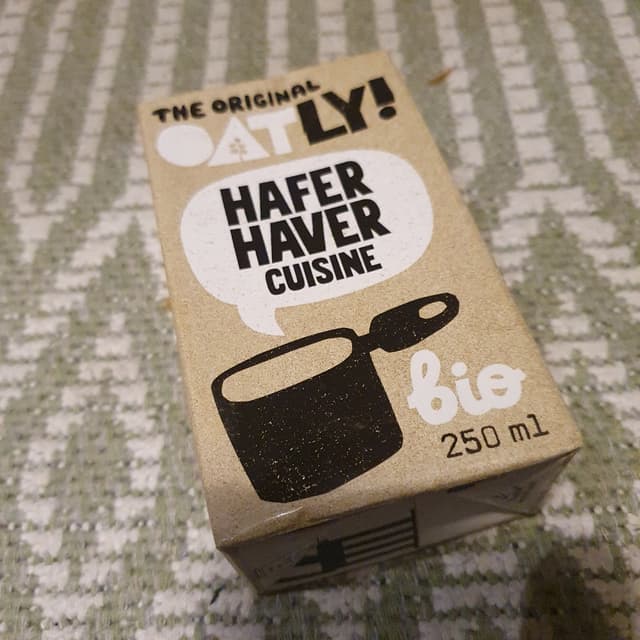 THE ORIGINAL
OATLY!
HAFER
HAVER
CUISINE
bio
250 ml